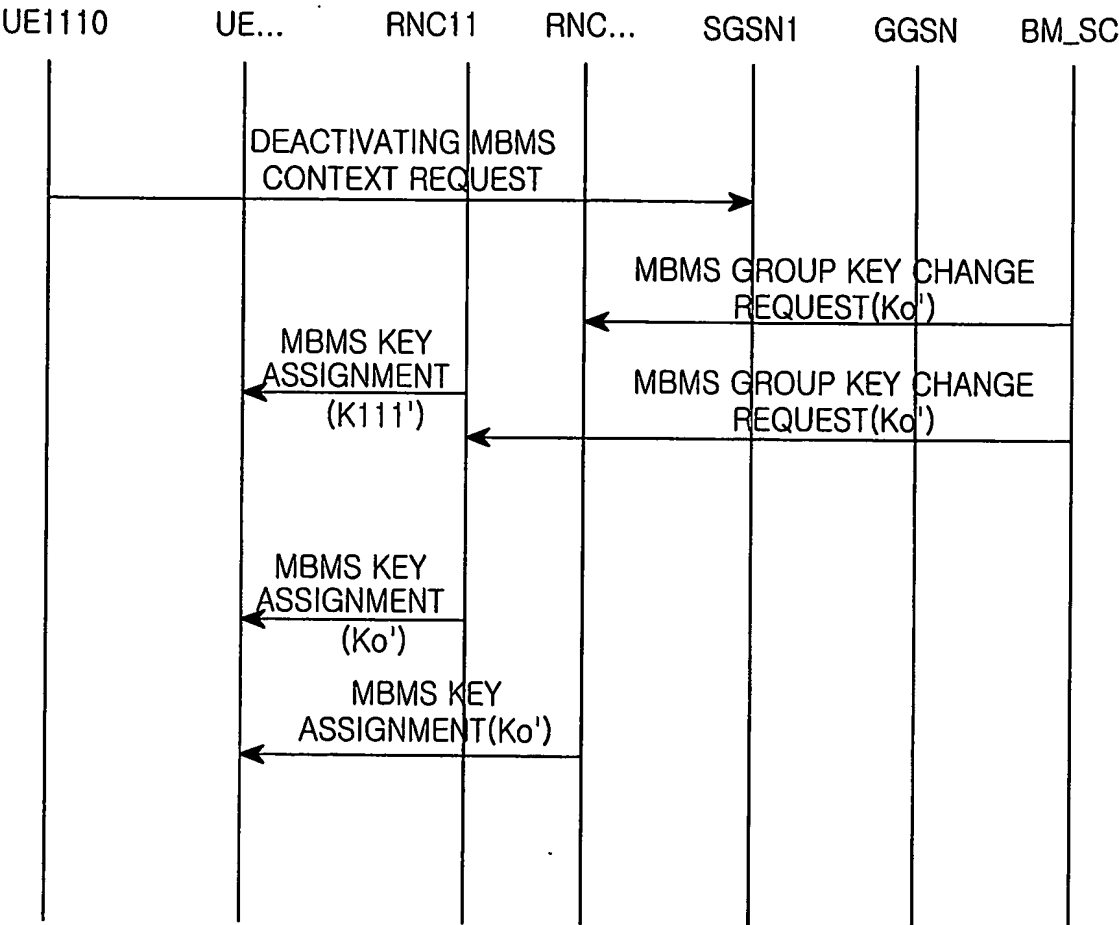 UE1110 UE... RNC11 RNC... SGSN1 GGSN BM_SC
DEACTIVATING MBMS
CONTEXT REQUEST
MBMS GROUP KEY CHANGE
REQUEST(Ko')
MBMS KEY
ASSIGNMENT
(K111')
MBMS GROUP KEY CHANGE
REQUEST(Ko')
MBMS KEY
ASSIGNMENT
(Ko')
MBMS KEY
ASSIGNMENT(Ko')